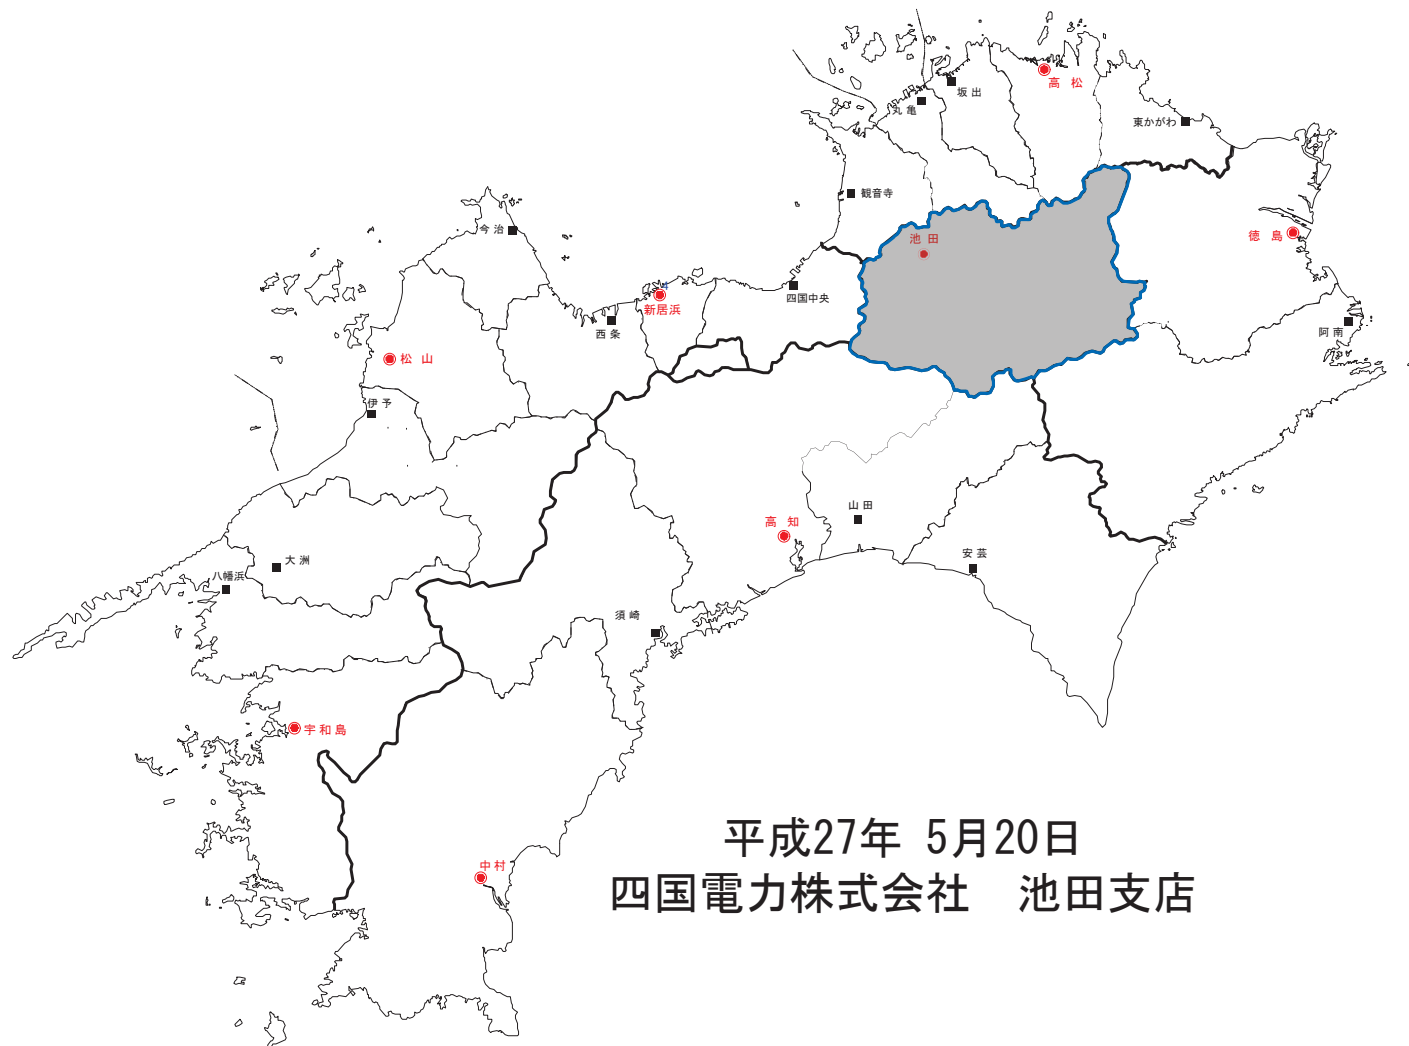 高 松
坂 出
丸 亀
東かがわ
観音寺
今 治
池 田
徳 島
四国中央
新居浜
西 条
阿 南
松 山
伊 予
山 田
高 知
安 芸
大 洲
八幡浜
須 崎
宇 和 島
中 村
平成27年 5月20日
四国電力株式会社　池田支店